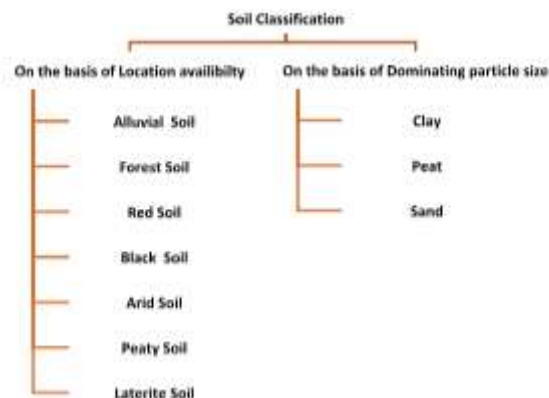 Soil Classification
On the basis of Location availibilty
Alluvial Soil
Forest Soil
Red Soil
Black Soil
Arid Soil
Peaty Soil
Laterite Soil
On the basis of Dominating particle size
Clay
Peat
Sand